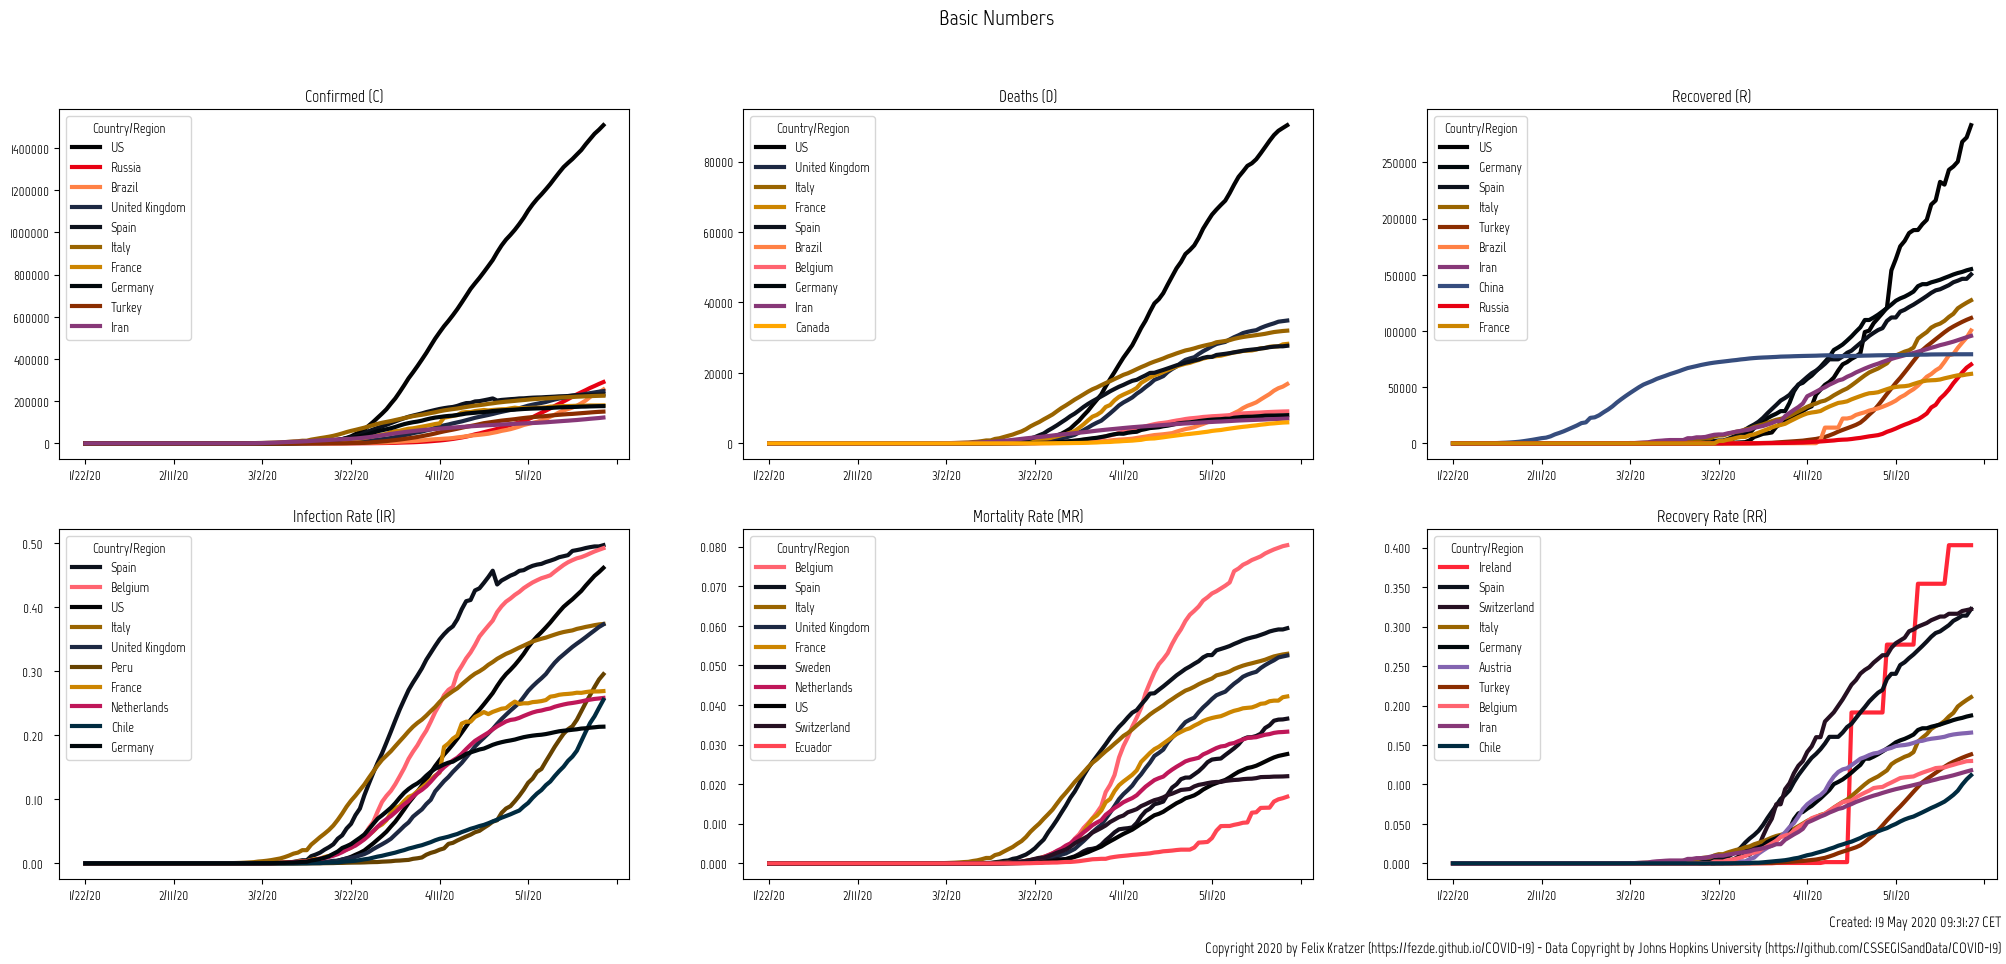 Basic Numbers
Confirmed (C)
Country/Region
US
Russia
Brazil
United Kingdom
Spain
Italy
France
Germany
Turkey
Iran
1400000
1200000
1000000
800000
600000
400000
200000
0
1/22/20 2/11/20 3/2/20 3/22/20 4/11/20 5/1/20
Deaths (D)
Country/Region
US
United Kingdom
Italy
France
Spain
Brazil
Belgium
Germany
Iran
Canada
80000
60000
40000
20000
0
1/22/20 2/11/20 3/2/20 3/22/20 4/11/20 5/1/20
Recovered (R)
Country/Region
US
Germany
Spain
Italy
Turkey
Brazil
Iran
China
Russia
France
250000
200000
150000
100000
50000
0
1/22/20 2/11/20 3/2/20 3/22/20 4/11/20 5/1/20
Infection Rate (IR)
Country/Region
Spain
Belgium
US
Italy
United Kingdom
Peru
France
Netherlands
Chile
Germany
0.50
0.40
0.30
0.20
0.10
0.00
1/22/20 2/11/20 3/2/20 3/22/20 4/11/20 5/1/20
Mortality Rate (MR)
Country/Region
Belgium
Spain
Italy
United Kingdom
France
Sweden
Netherlands
US
Switzerland
Ecuador
0.080
0.070
0.060
0.050
0.040
0.030
0.020
0.010
0.000
1/22/20 2/11/20 3/2/20 3/22/20 4/11/20 5/1/20
Recovery Rate (RR)
Country/Region
Ireland
Spain
Switzerland
Italy
Germany
Austria
Turkey
Belgium
Iran
Chile
0.400
0.350
0.300
0.250
0.200
0.150
0.100
0.050
0.000
1/22/20 2/11/20 3/2/20 3/22/20 4/11/20 5/1/20
Created: 19 May 2020 09:31:27 CET
Copyright 2020 by Felix Kratzer (https://fezde.github.io/COVID-19) - Data Copyright by Johns Hopkins University (https://github.com/CSSEGISandData/COVID-19)